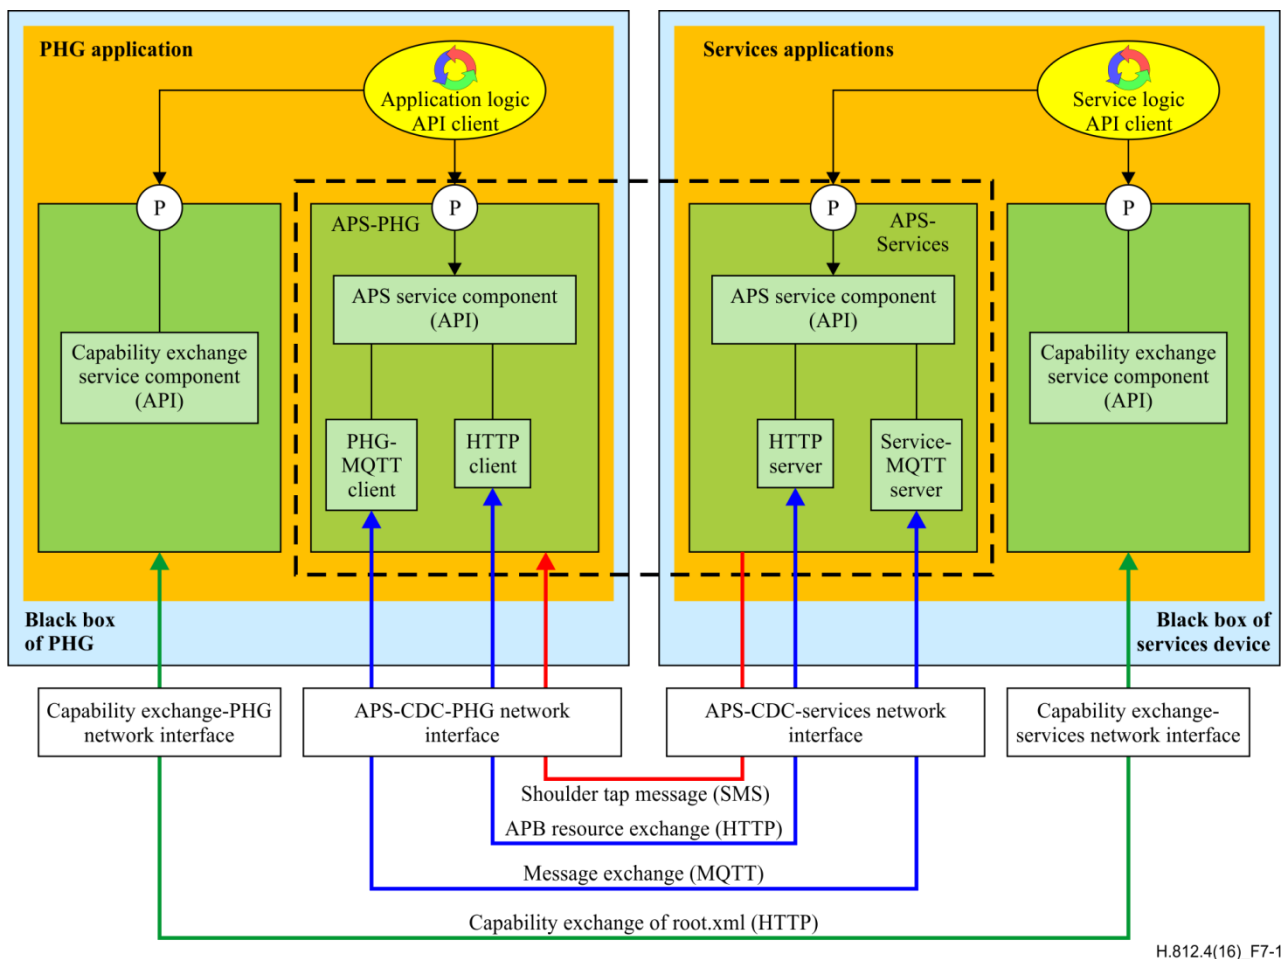 PHG application
Application logic
API client
Services applications
Service logic
API client
P
P
P
P
APS-PHG
APS-
Services
APS service component
(API)
APS service component
(API)
Capability exchange
service component
(API)
Capability exchange
service component
(API)
PHG-
MQTT
client
HTTP
client
HTTP
server
Service-
MQTT
server
Black box
of PHG
Black box of
services device
Capability exchange-PHG
network interface
APS-CDC-PHG network
interface
APS-CDC-services network
interface
Capability exchange-
services network interface
Shoulder tap message (SMS)
APB resource exchange (HTTP)
Message exchange (MQTT)
Capability exchange of root.xml (HTTP)
H.812.4(16)_F7-1